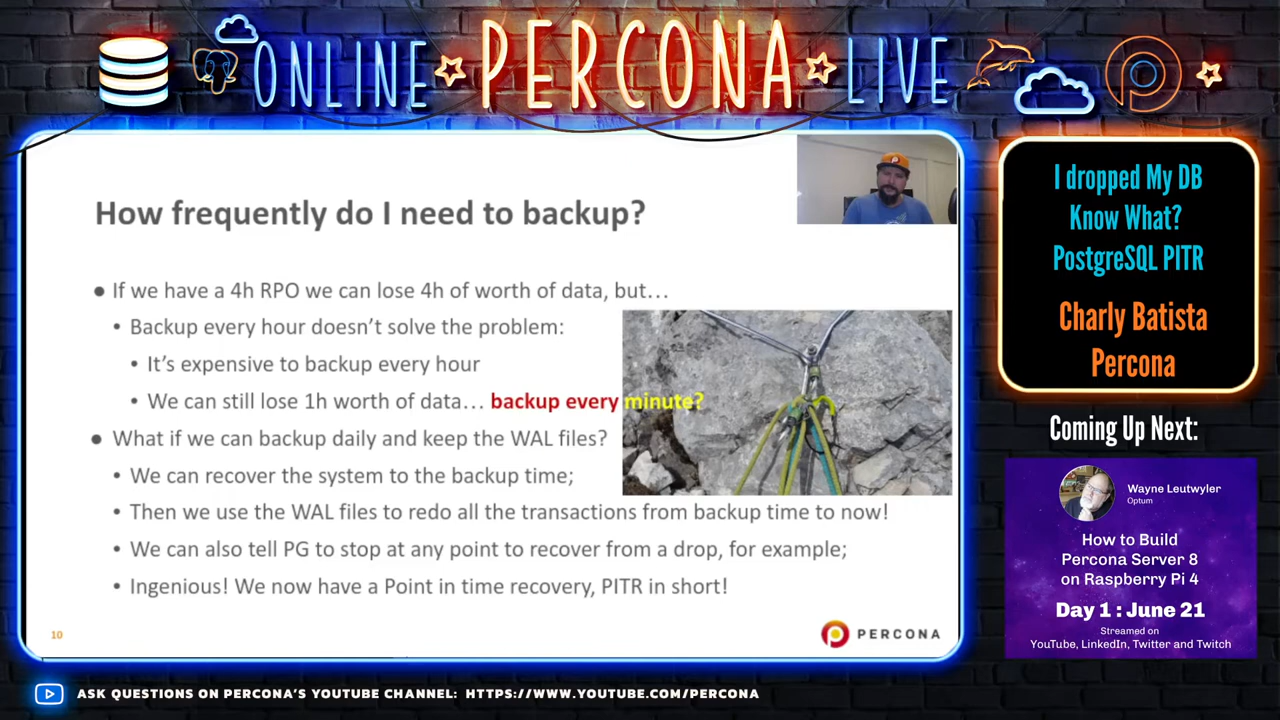 ONLINE PERCONA LIVE
How frequently do I need to backup?
● If we have a 4h RPO we can lose 4h of worth of data, but…
• Backup every hour doesn’t solve the problem:
• It’s expensive to backup every hour
• We can still lose 1h worth of data… backup every minute?
● What if we can backup daily and keep the WAL files?
• We can recover the system to the backup time;
• Then we use the WAL files to redo all the transactions from backup time to now!
• We can also tell PG to stop at any point to recover from a drop, for example;
• Ingenious! We now have a Point in time recovery, PITR in short!
10
PERCONA
I dropped My DB
Know What?
PostgreSQL PITR
Charly Batista
Percona
Coming Up Next:
Wayne Leutwyler
Optum
How to Build
Percona Server 8
on Raspberry Pi 4
Day 1 : June 21
Streamed on
YouTube, LinkedIn, Twitter and Twitch
ASK QUESTIONS ON PERCONA’S YOUTUBE CHANNEL: HTTPS://WWW.YOUTUBE.COM/PERCONA